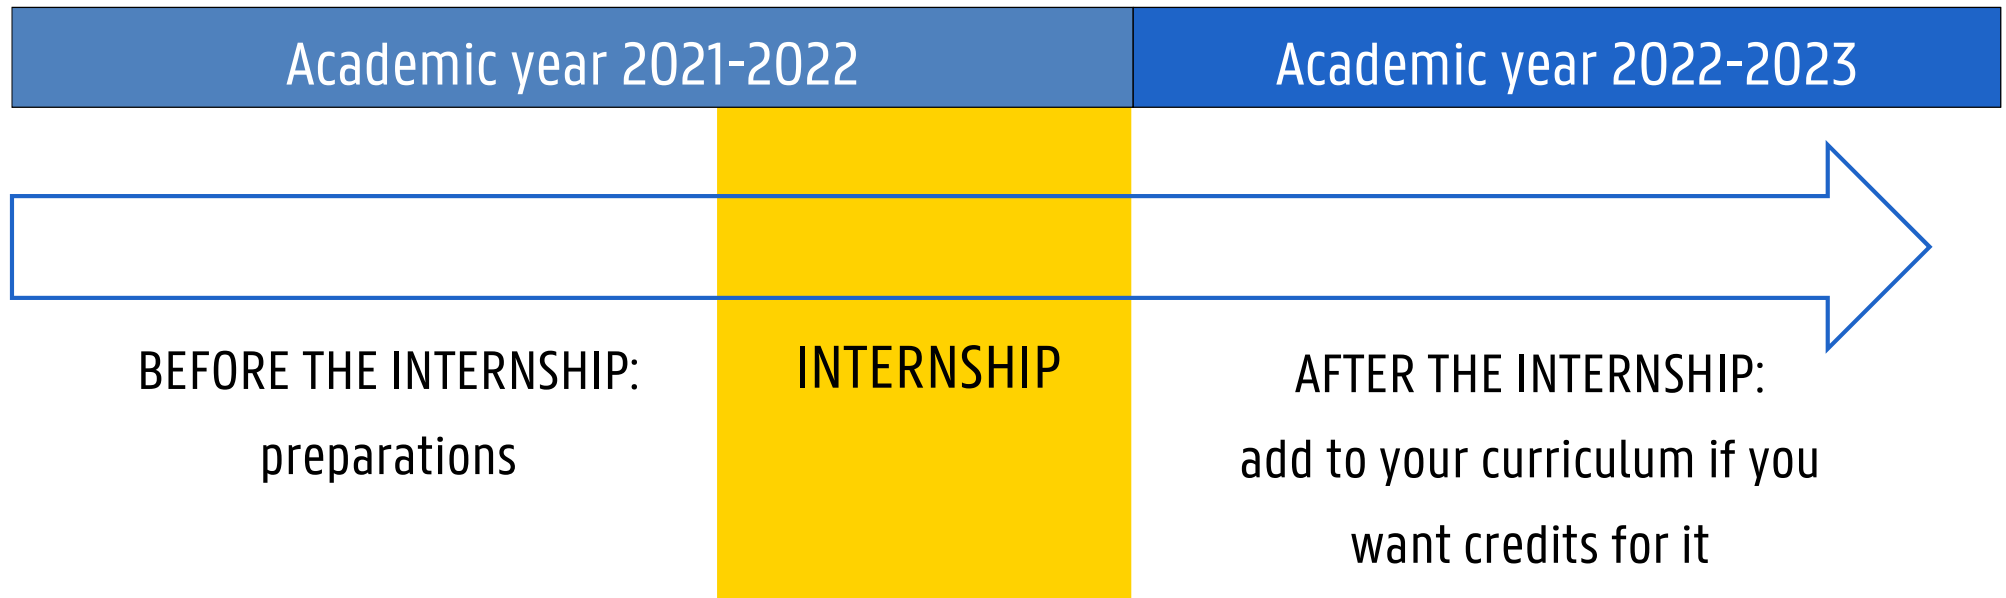 Academic year 2021-2022
Academic year 2022-2023
BEFORE THE INTERNSHIP:
preparations
INTERNSHIP
AFTER THE INTERNSHIP:
add to your curriculum if you
want credits for it